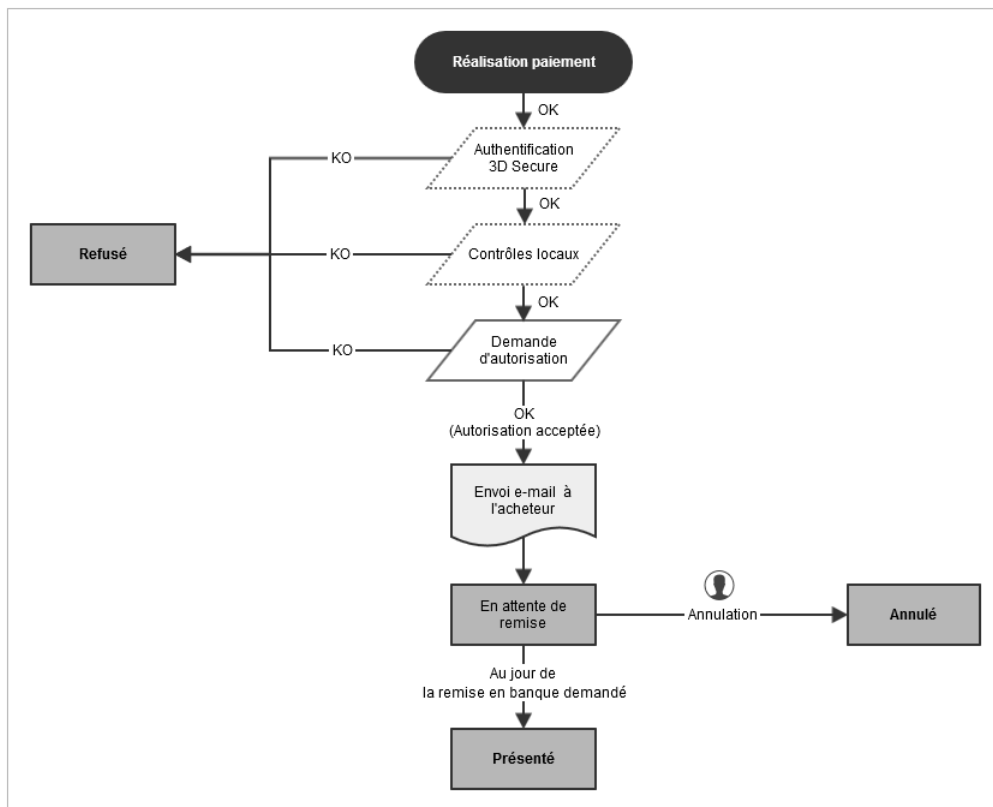 Réalisation paiement
OK
Authentification
3D Secure
KO
OK
Refusé
KO
Contrôles locaux
OK
KO
Demande
d'autorisation
OK
(Autorisation acceptée)
Envoi e-mail à
l'acheteur
En attente de
remise
Annulation
Annulé
Au jour de
la remise en banque demandé
Présenté